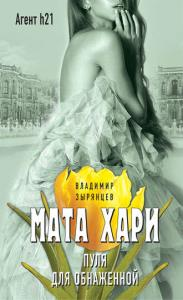 Агент h21
ВЛАДИМИР
ЗЫРЯНЦЕВ
МАТА ХАРИ
ПУЛЯ
ДЛЯ ОБНАЖЕННОЙ